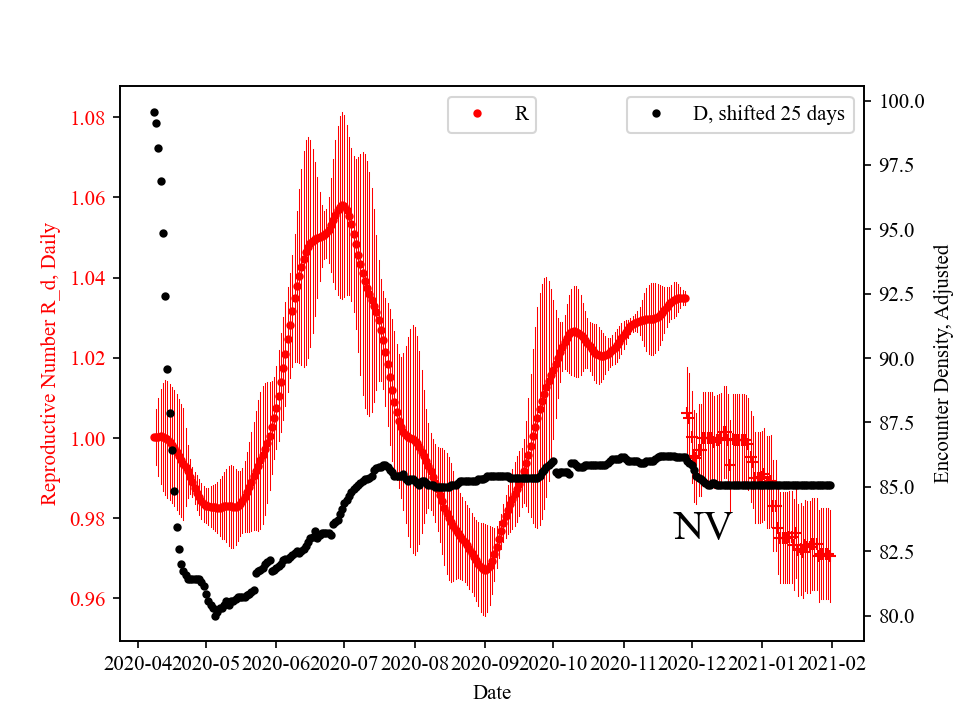 R
D, shifted 25 days
1.08
1.06
1.04
1.02
1.00
0.98
0.96
Reproductive Number R_d, Daily
100.0
97.5
95.0
92.5
90.0
87.5
85.0
82.5
80.0
Encounter Density, Adjusted
NV
2020-04 2020-05 2020-06 2020-07 2020-08 2020-09 2020-10 2020-11 2020-12 2021-01 2021-02
Date